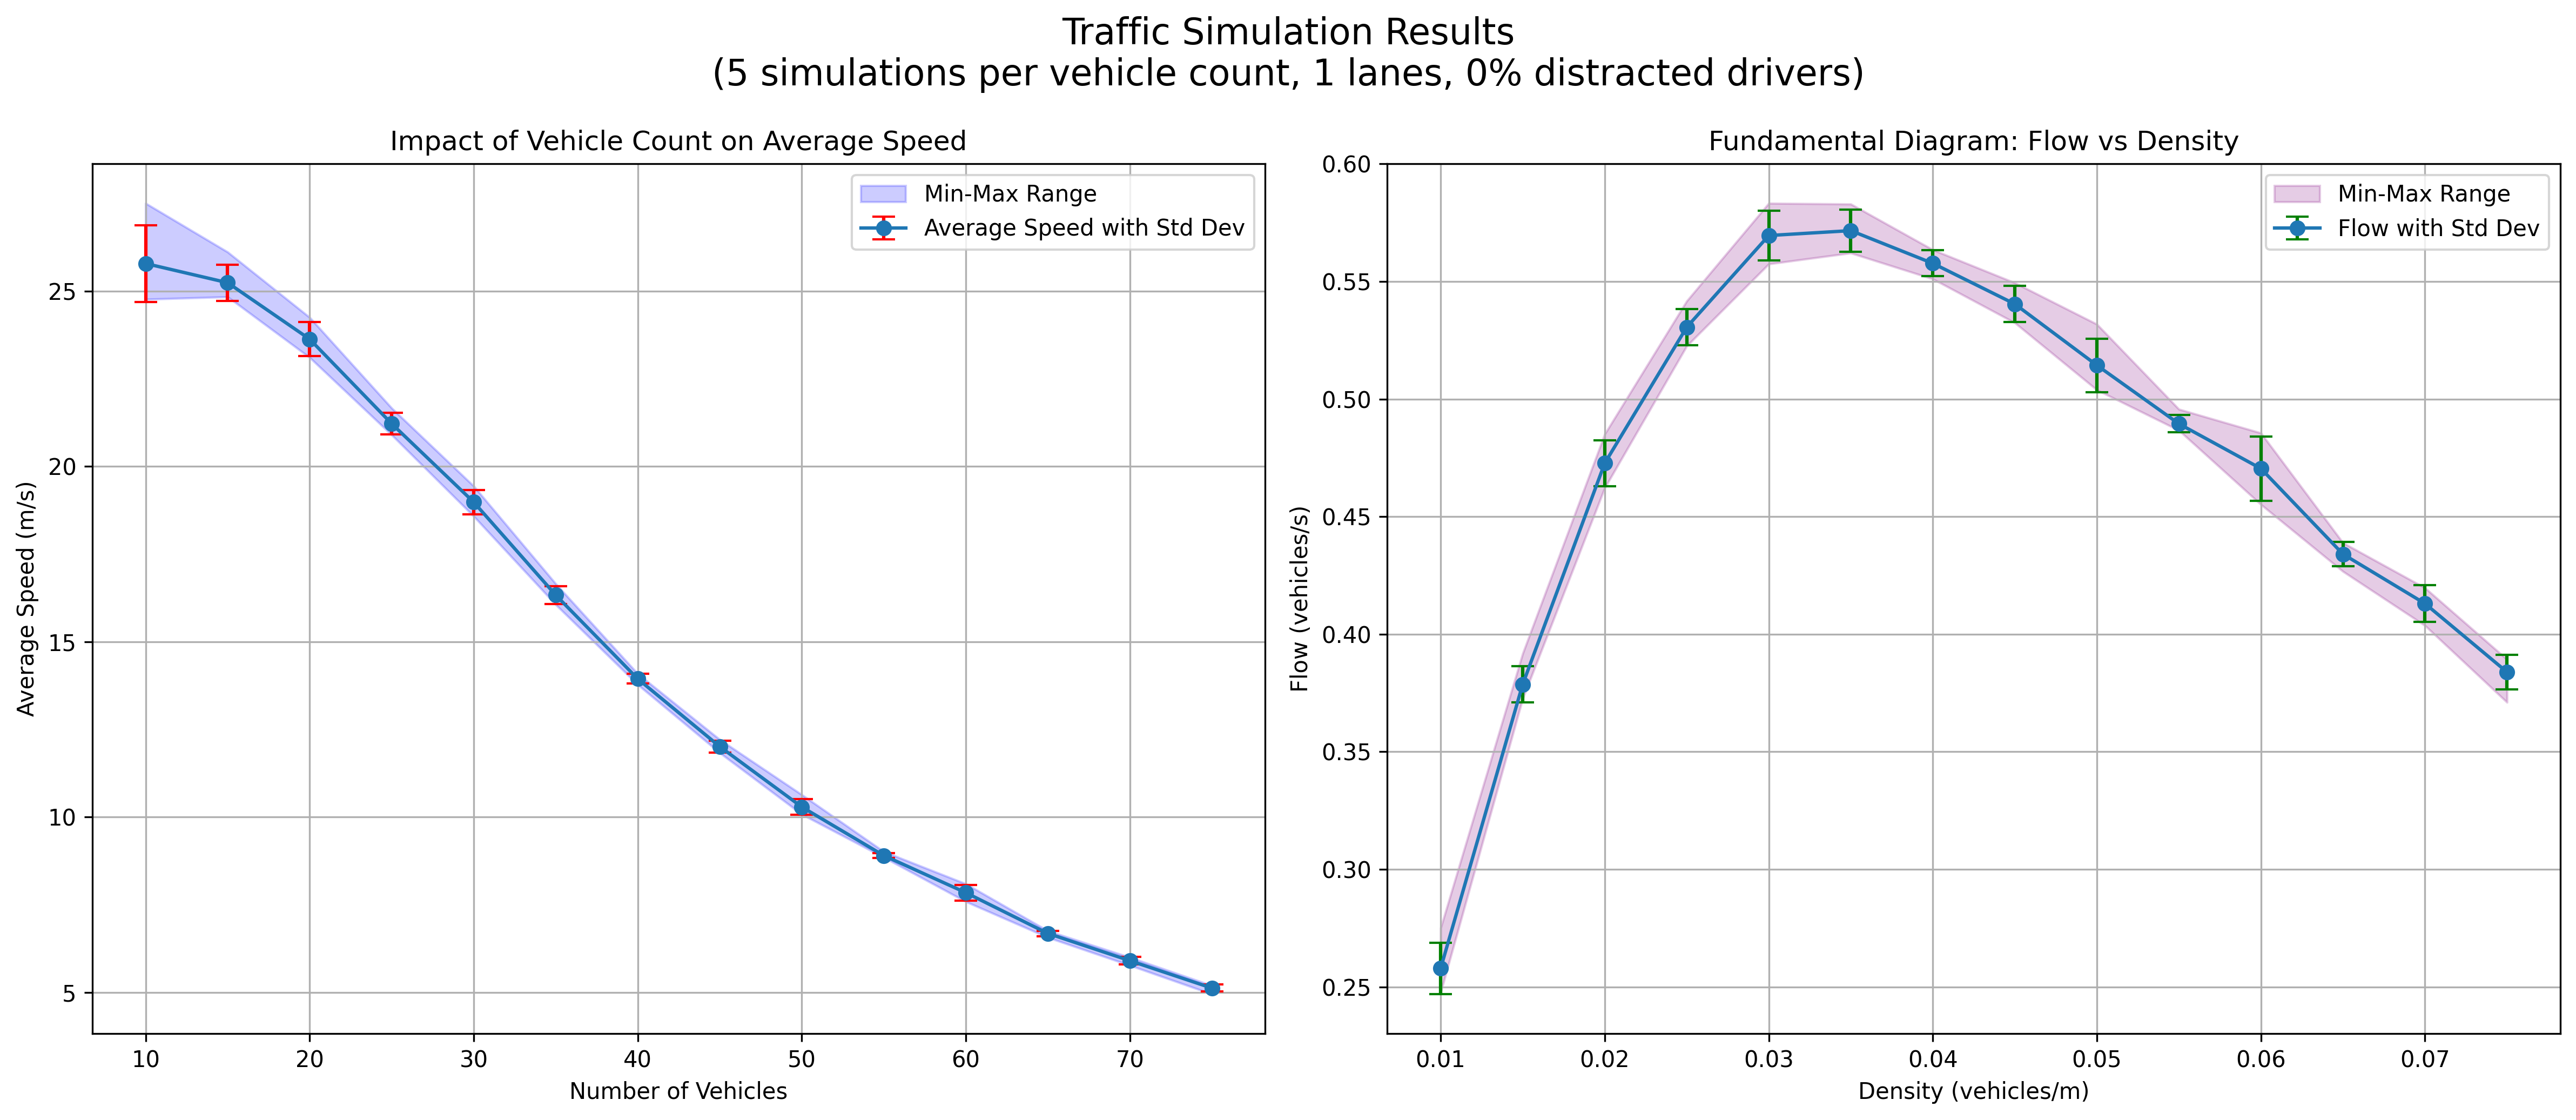 Traffic Simulation Results
(5 simulations per vehicle count, 1 lanes, 0% distracted drivers)
Impact of Vehicle Count on Average Speed
Min-Max Range
Average Speed with Std Dev
Average Speed (m/s)
25
20
15
10
5
10 20 30 40 50 60 70
Number of Vehicles
Fundamental Diagram: Flow vs Density
Min-Max Range
Flow with Std Dev
Flow (vehicles/s)
0.60
0.55
0.50
0.45
0.40
0.35
0.30
0.25
0.01 0.02 0.03 0.04 0.05 0.06 0.07
Density (vehicles/m)